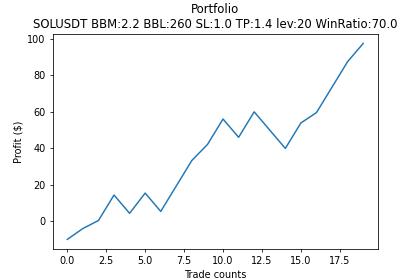 Portfolio
SOLUSDT BBM:2.2 BBL:260 SL:1.0 TP:1.4 lev:20 WinRatio:70.0
100
80
60
40
20
0
Profit ($)
0.0 2.5 5.0 7.5 10.0 12.5 15.0 17.5
Trade counts